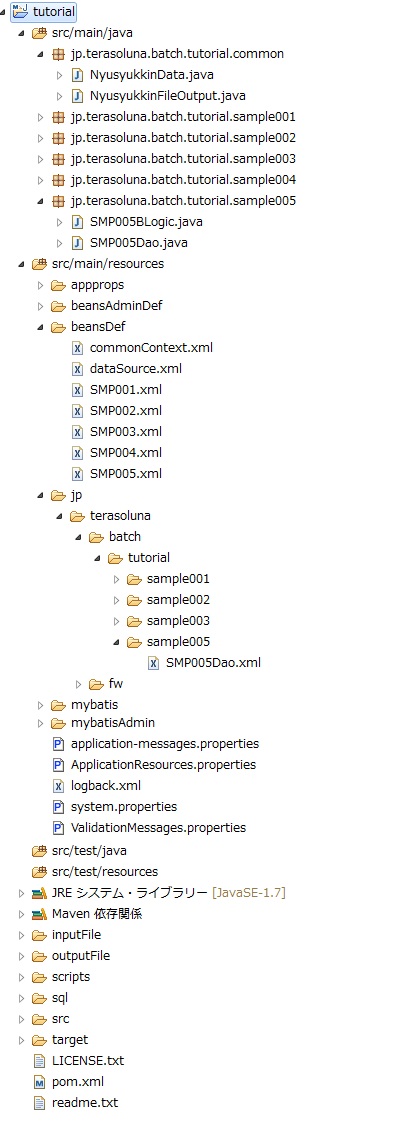 tutorial
src/main/java
jp.terasoluna.batch.tutorial.common
NyusyukkinData.java
NyusyukkinFileOutput.java
jp.terasoluna.batch.tutorial.sample001
jp.terasoluna.batch.tutorial.sample002
jp.terasoluna.batch.tutorial.sample003
jp.terasoluna.batch.tutorial.sample004
jp.terasoluna.batch.tutorial.sample005
SMP005BLogic.java
SMP005Dao.java
src/main/resources
appprops
beansAdminDef
beansDef
commonContext.xml
dataSource.xml
SMP001.xml
SMP002.xml
SMP003.xml
SMP004.xml
SMP005.xml
jp
terasoluna
batch
tutorial
sample001
sample002
sample003
sample005
SMP005Dao.xml
fw
mybatis
mybatisAdmin
application-messages.properties
ApplicationResources.properties
logback.xml
system.properties
ValidationMessages.properties
src/test/java
src/test/resources
JRE システム・ライブラリー [JavaSE-1.7]
Maven 依存関係
inputFile
outputFile
scripts
sql
src
target
LICENSE.txt
pom.xml
readme.txt